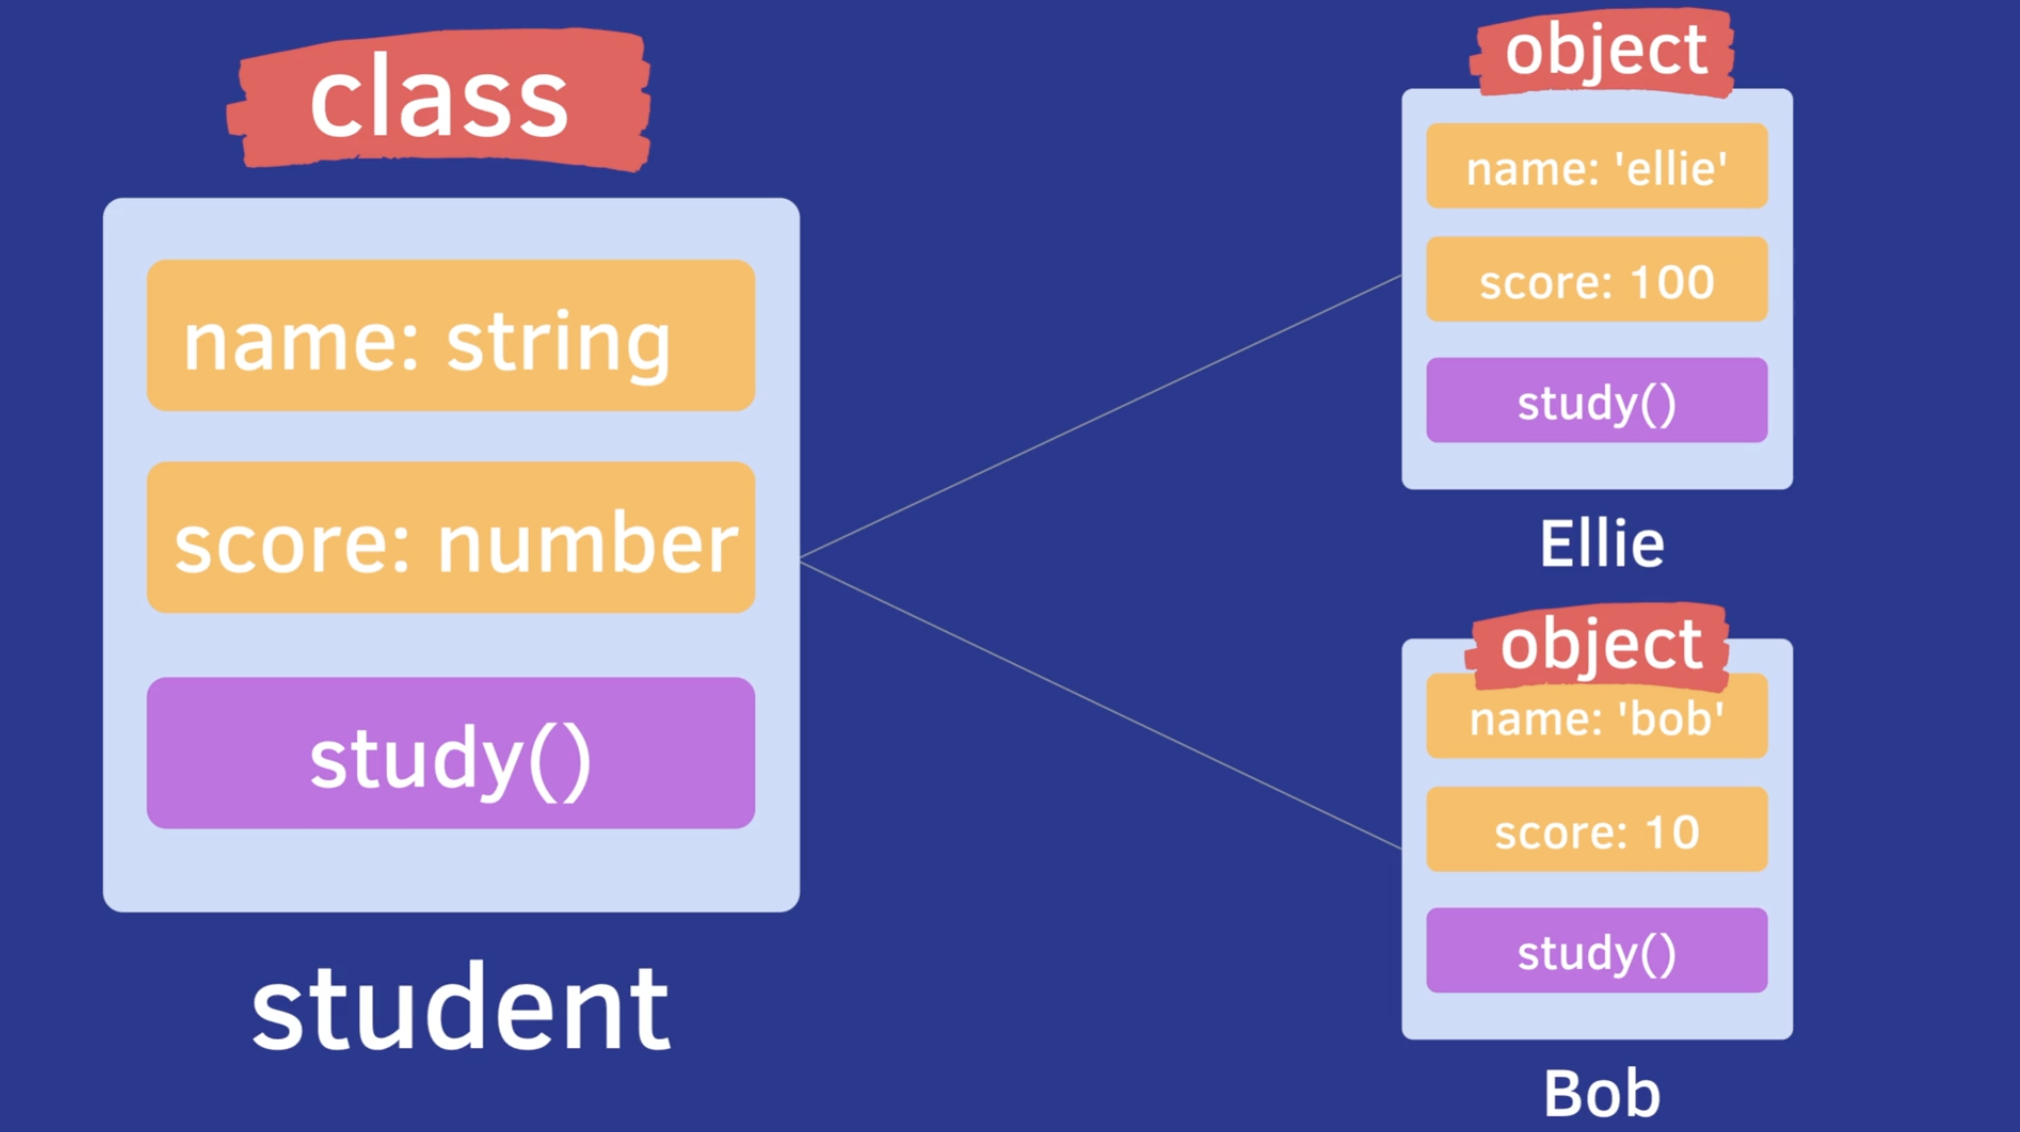 class
name: string
score: number
study()
student
object
name: 'ellie'
score: 100
study()
Ellie
object
name: 'bob'
score: 10
study()
Bob